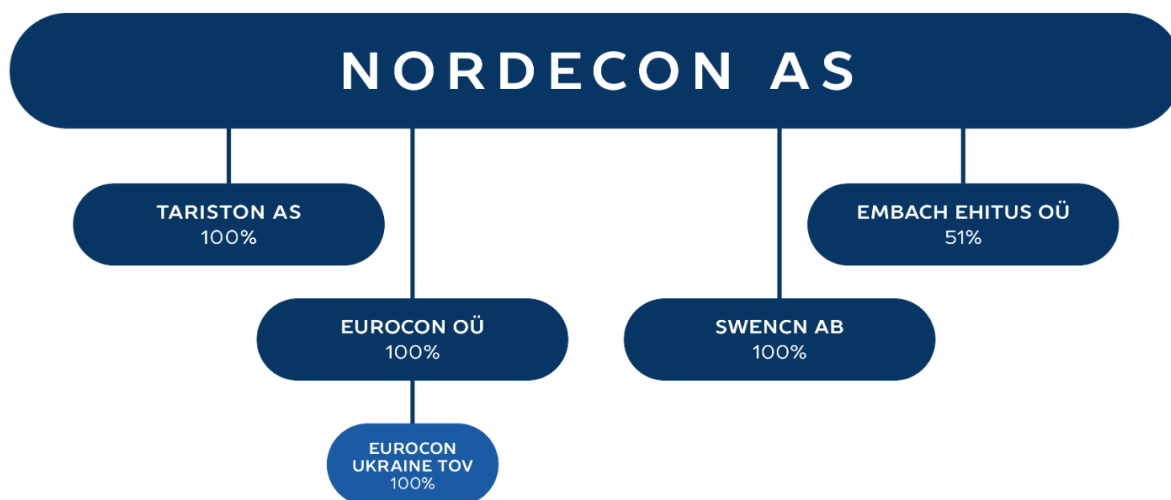 NORDECON AS
TARISTON AS
100%
EMBACH EHITUS OÜ
51%
EUROCON OÜ
100%
SWENCN AB
100%
EUROCON
UKRAINE TOV
100%